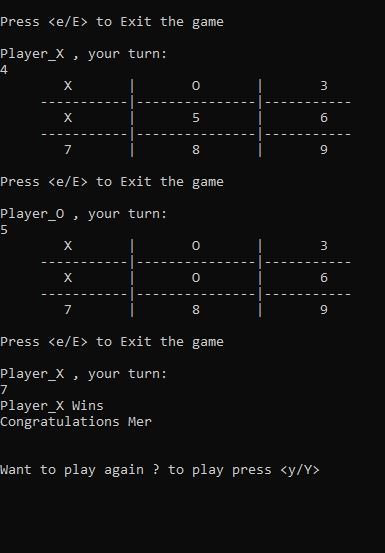 Press <e/E> to Exit the game
Player_X , your turn:
4
X | O | 3
-----------|---------------|-----------
X | 5 | 6
-----------|---------------|-----------
7 | 8 | 9
Press <e/E> to Exit the game
Player_O , your turn:
5
X | O | 3
-----------|---------------|-----------
X | O | 6
-----------|---------------|-----------
7 | 8 | 9
Press <e/E> to Exit the game
Player_X , your turn:
7
Player_X Wins
Congratulations Mer
Want to play again ? to play press <y/Y>